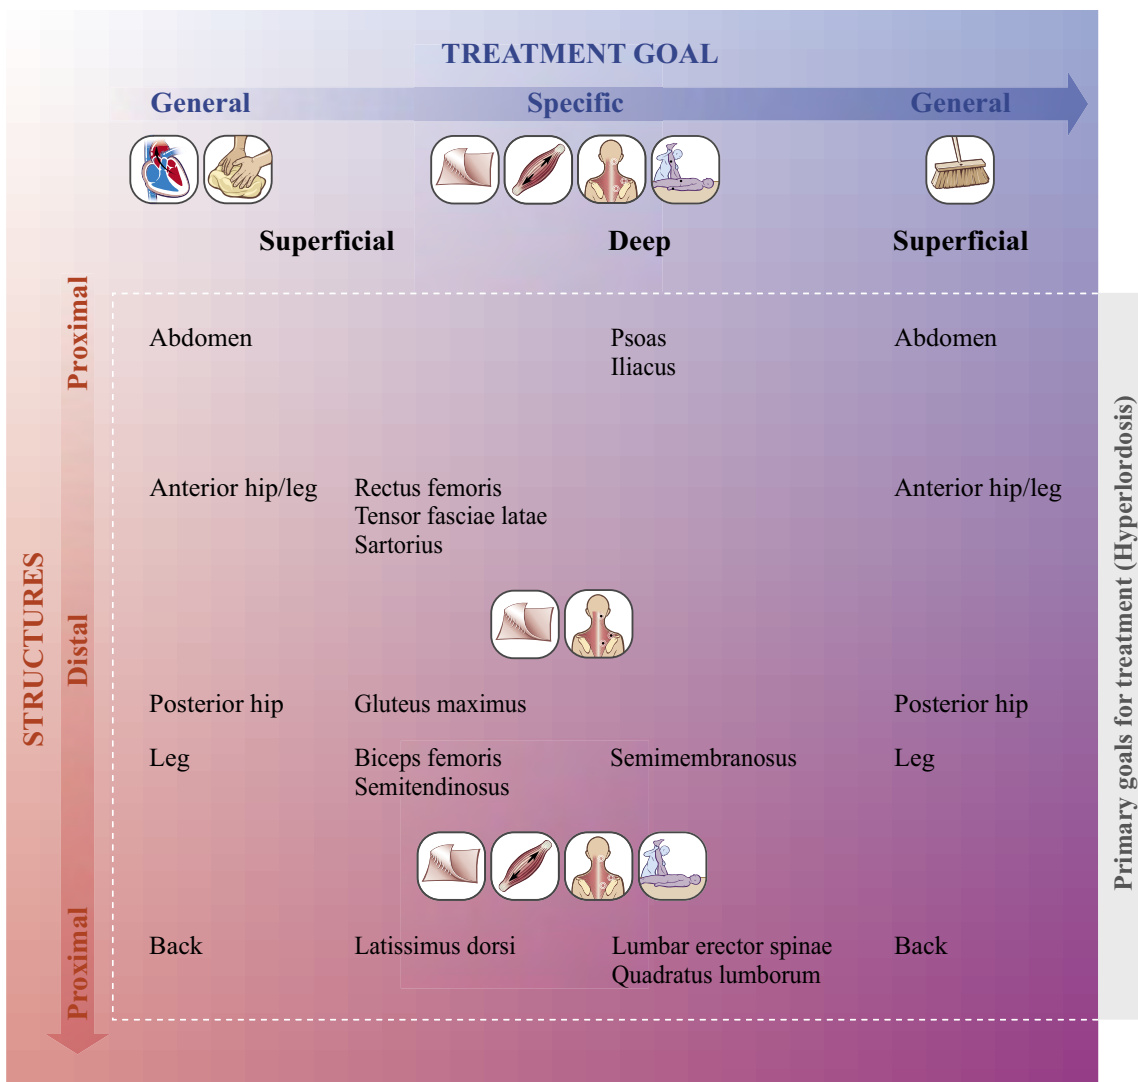 TREATMENT GOAL
General Specific General
Superficial Deep Superficial
STRUCTURES
Proximal
Abdomen Psoas Abdomen
Iliacus
Anterior hip/leg Rectus femoris Anterior hip/leg
Tensor fasciae latae
Sartorius
Distal
Posterior hip Gluteus maximus Posterior hip
Leg Biceps femoris Semimembranosus Leg
Semitendinosus
Proximal
Back Latissimus dorsi Lumbar erector spinae Back
Quadratus lumborum
Primary goals for treatment (Hyperlordosis)